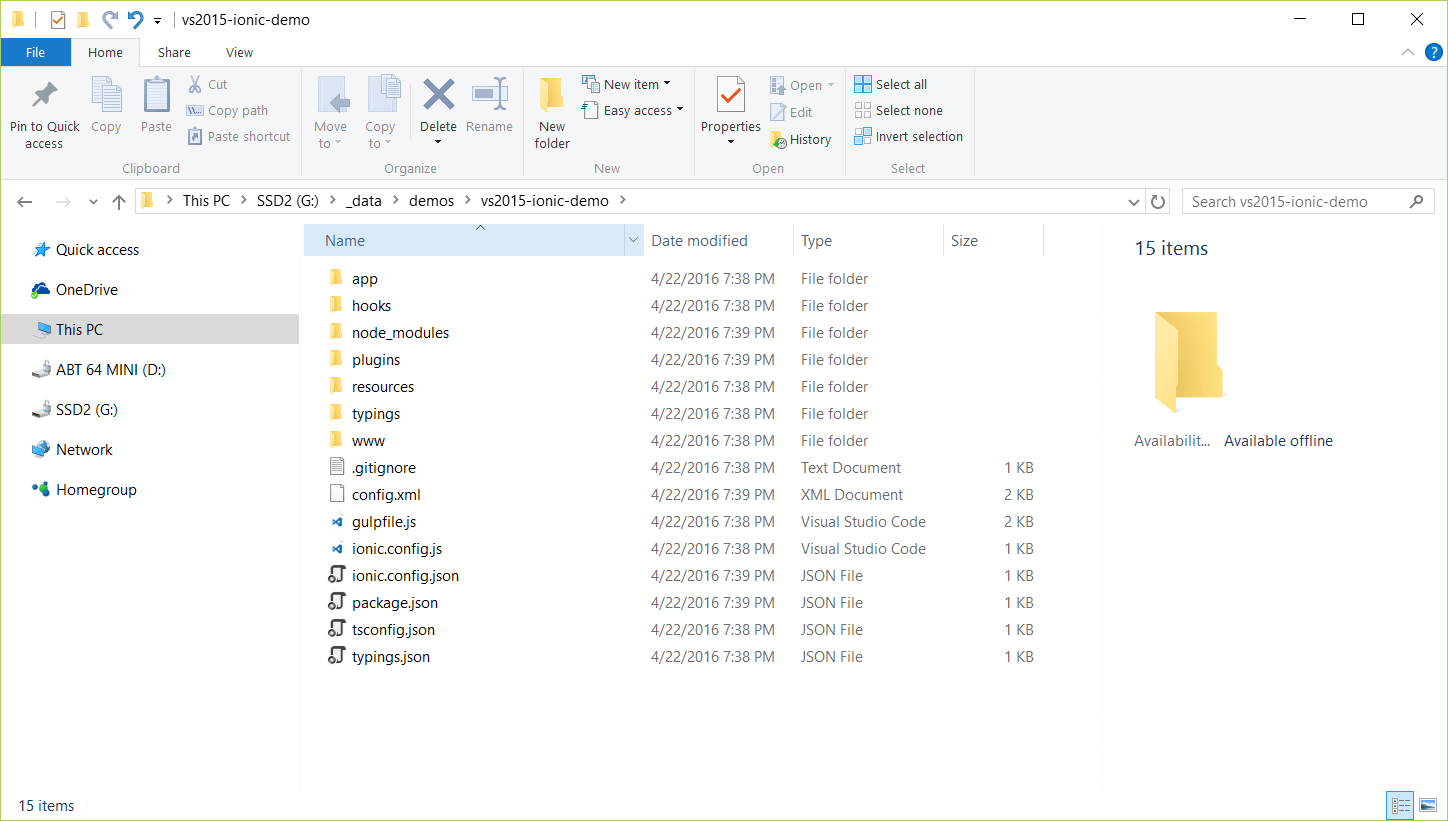 vs2015-ionic-demo
File Home Share View
Pin to Quick access
Copy
Paste
Cut
Copy path
Paste shortcut
Clipboard
Move to
Copy to
Delete
Rename
Organize
New folder
New item
Easy access
New
Properties
Open
Edit
History
Open
Select all
Select none
Invert selection
Select
This PC > SSD2 (G:) > _data > demos > vs2015-ionic-demo >
Search vs2015-ionic-demo
Quick access
OneDrive
This PC
ABT 64 MINI (D:)
SSD2 (G:)
Network
Homegroup
Name Date modified Type Size
app 4/22/2016 7:38 PM File folder
hooks 4/22/2016 7:38 PM File folder
node_modules 4/22/2016 7:39 PM File folder
plugins 4/22/2016 7:39 PM File folder
resources 4/22/2016 7:38 PM File folder
typings 4/22/2016 7:38 PM File folder
www 4/22/2016 7:38 PM File folder
.gitignore 4/22/2016 7:38 PM Text Document 1 KB
config.xml 4/22/2016 7:39 PM XML Document 2 KB
gulpfile.js 4/22/2016 7:38 PM Visual Studio Code 2 KB
ionic.config.js 4/22/2016 7:38 PM Visual Studio Code 1 KB
ionic.config.json 4/22/2016 7:39 PM JSON File 1 KB
package.json 4/22/2016 7:39 PM JSON File 1 KB
tsconfig.json 4/22/2016 7:38 PM JSON File 1 KB
typings.json 4/22/2016 7:38 PM JSON File 1 KB
15 items
Availabilit... Available offline
15 items